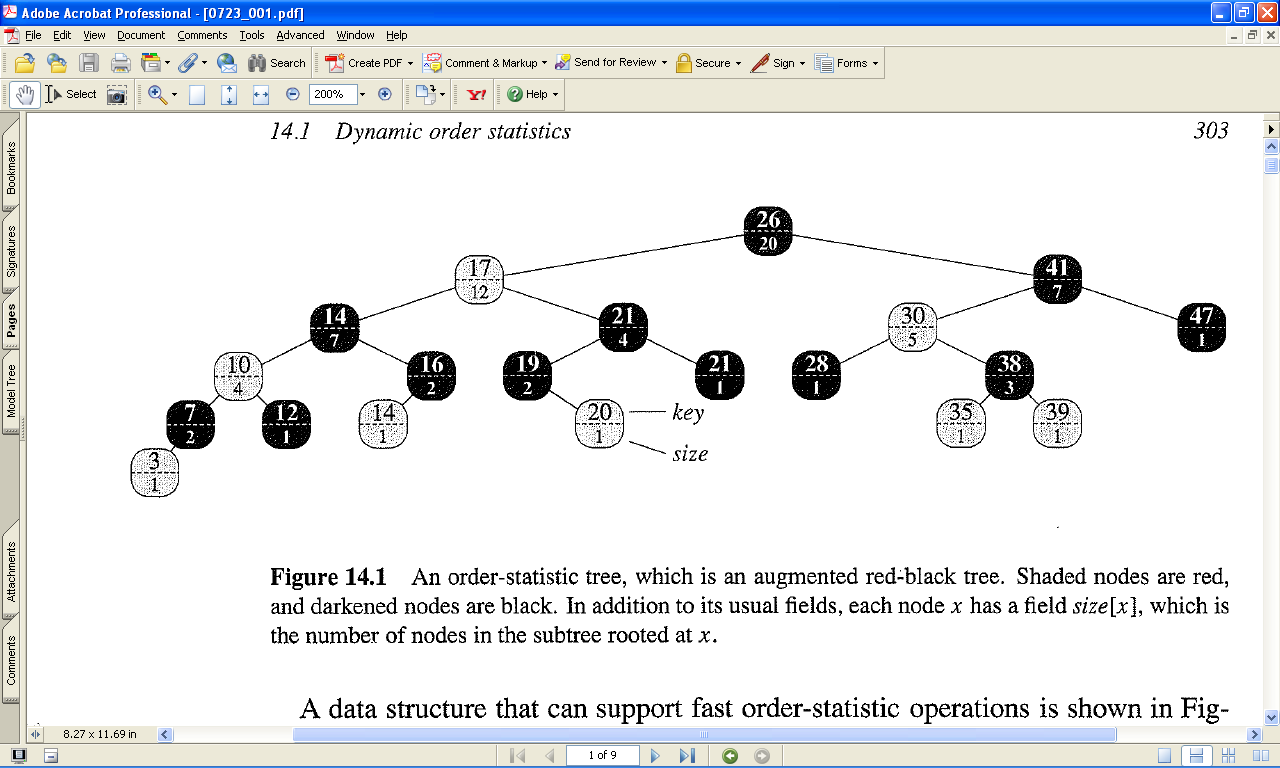 Adobe Acrobat Professional - [0723_001.pdf]
File Edit View Document Comments Tools Advanced Window Help
Search Create PDF Comment & Markup Send for Review Secure Sign Forms
Select 200% Y! Help
Bookmarks
Signatures
Pages
Model Tree
Attachments
Comments
14.1 Dynamic order statistics 303
26
20
17 41
12 7
14 21 30 47
7 4 5 1
10 16 19 21 28 38
4 2 2 1 1 3
7 12 14 20 key 35 39
2 1 1 1 1 1
size
3
1
Figure 14.1 An order-statistic tree, which is an augmented red-black tree. Shaded nodes are red,
and darkened nodes are black. In addition to its usual fields, each node x has a field size[x], which is
the number of nodes in the subtree rooted at x.
A data structure that can support fast order-statistic operations is shown in Fig-
8.27 x 11.69 in
1 of 9